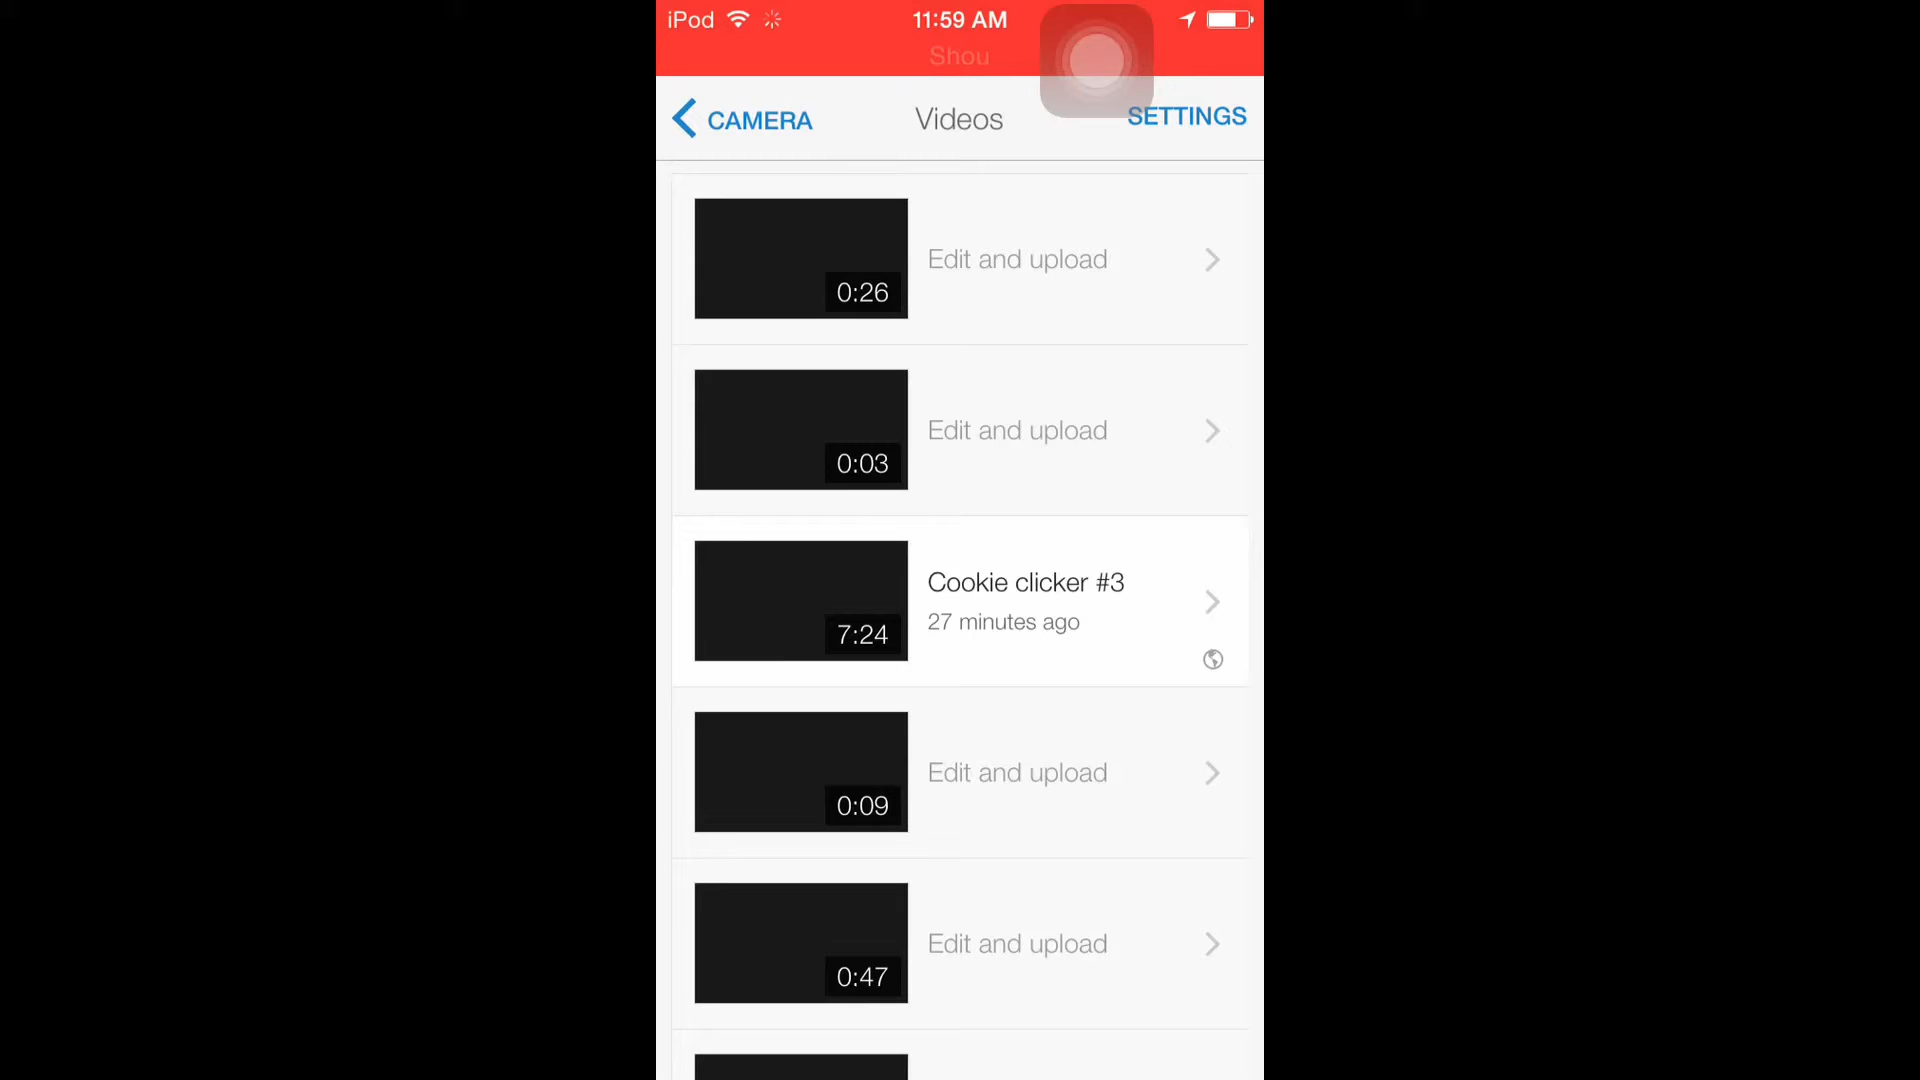 iPod 11:59 AM
Shou
CAMERA Videos SETTINGS
0:26 Edit and upload
0:03 Edit and upload
Cookie clicker #3
27 minutes ago
7:24
0:09 Edit and upload
0:47 Edit and upload